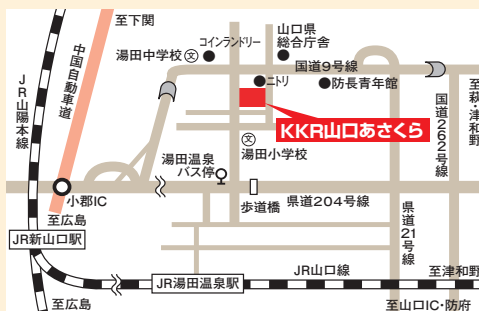 至下関
中国自動車道
JR山陽本線
湯田中学校
文
コインランドリー
山口県
総合庁舎
国道9号線
ニトリ
防長青年館
KKR山口あさくら
国道262号線
至萩・津和野
文
湯田小学校
湯田温泉
バス停
小郡IC
歩道橋
県道204号線
県道21号線
至広島
JR新山口駅
JR湯田温泉駅
JR山口線
至津和野
至広島
至山口IC・防府